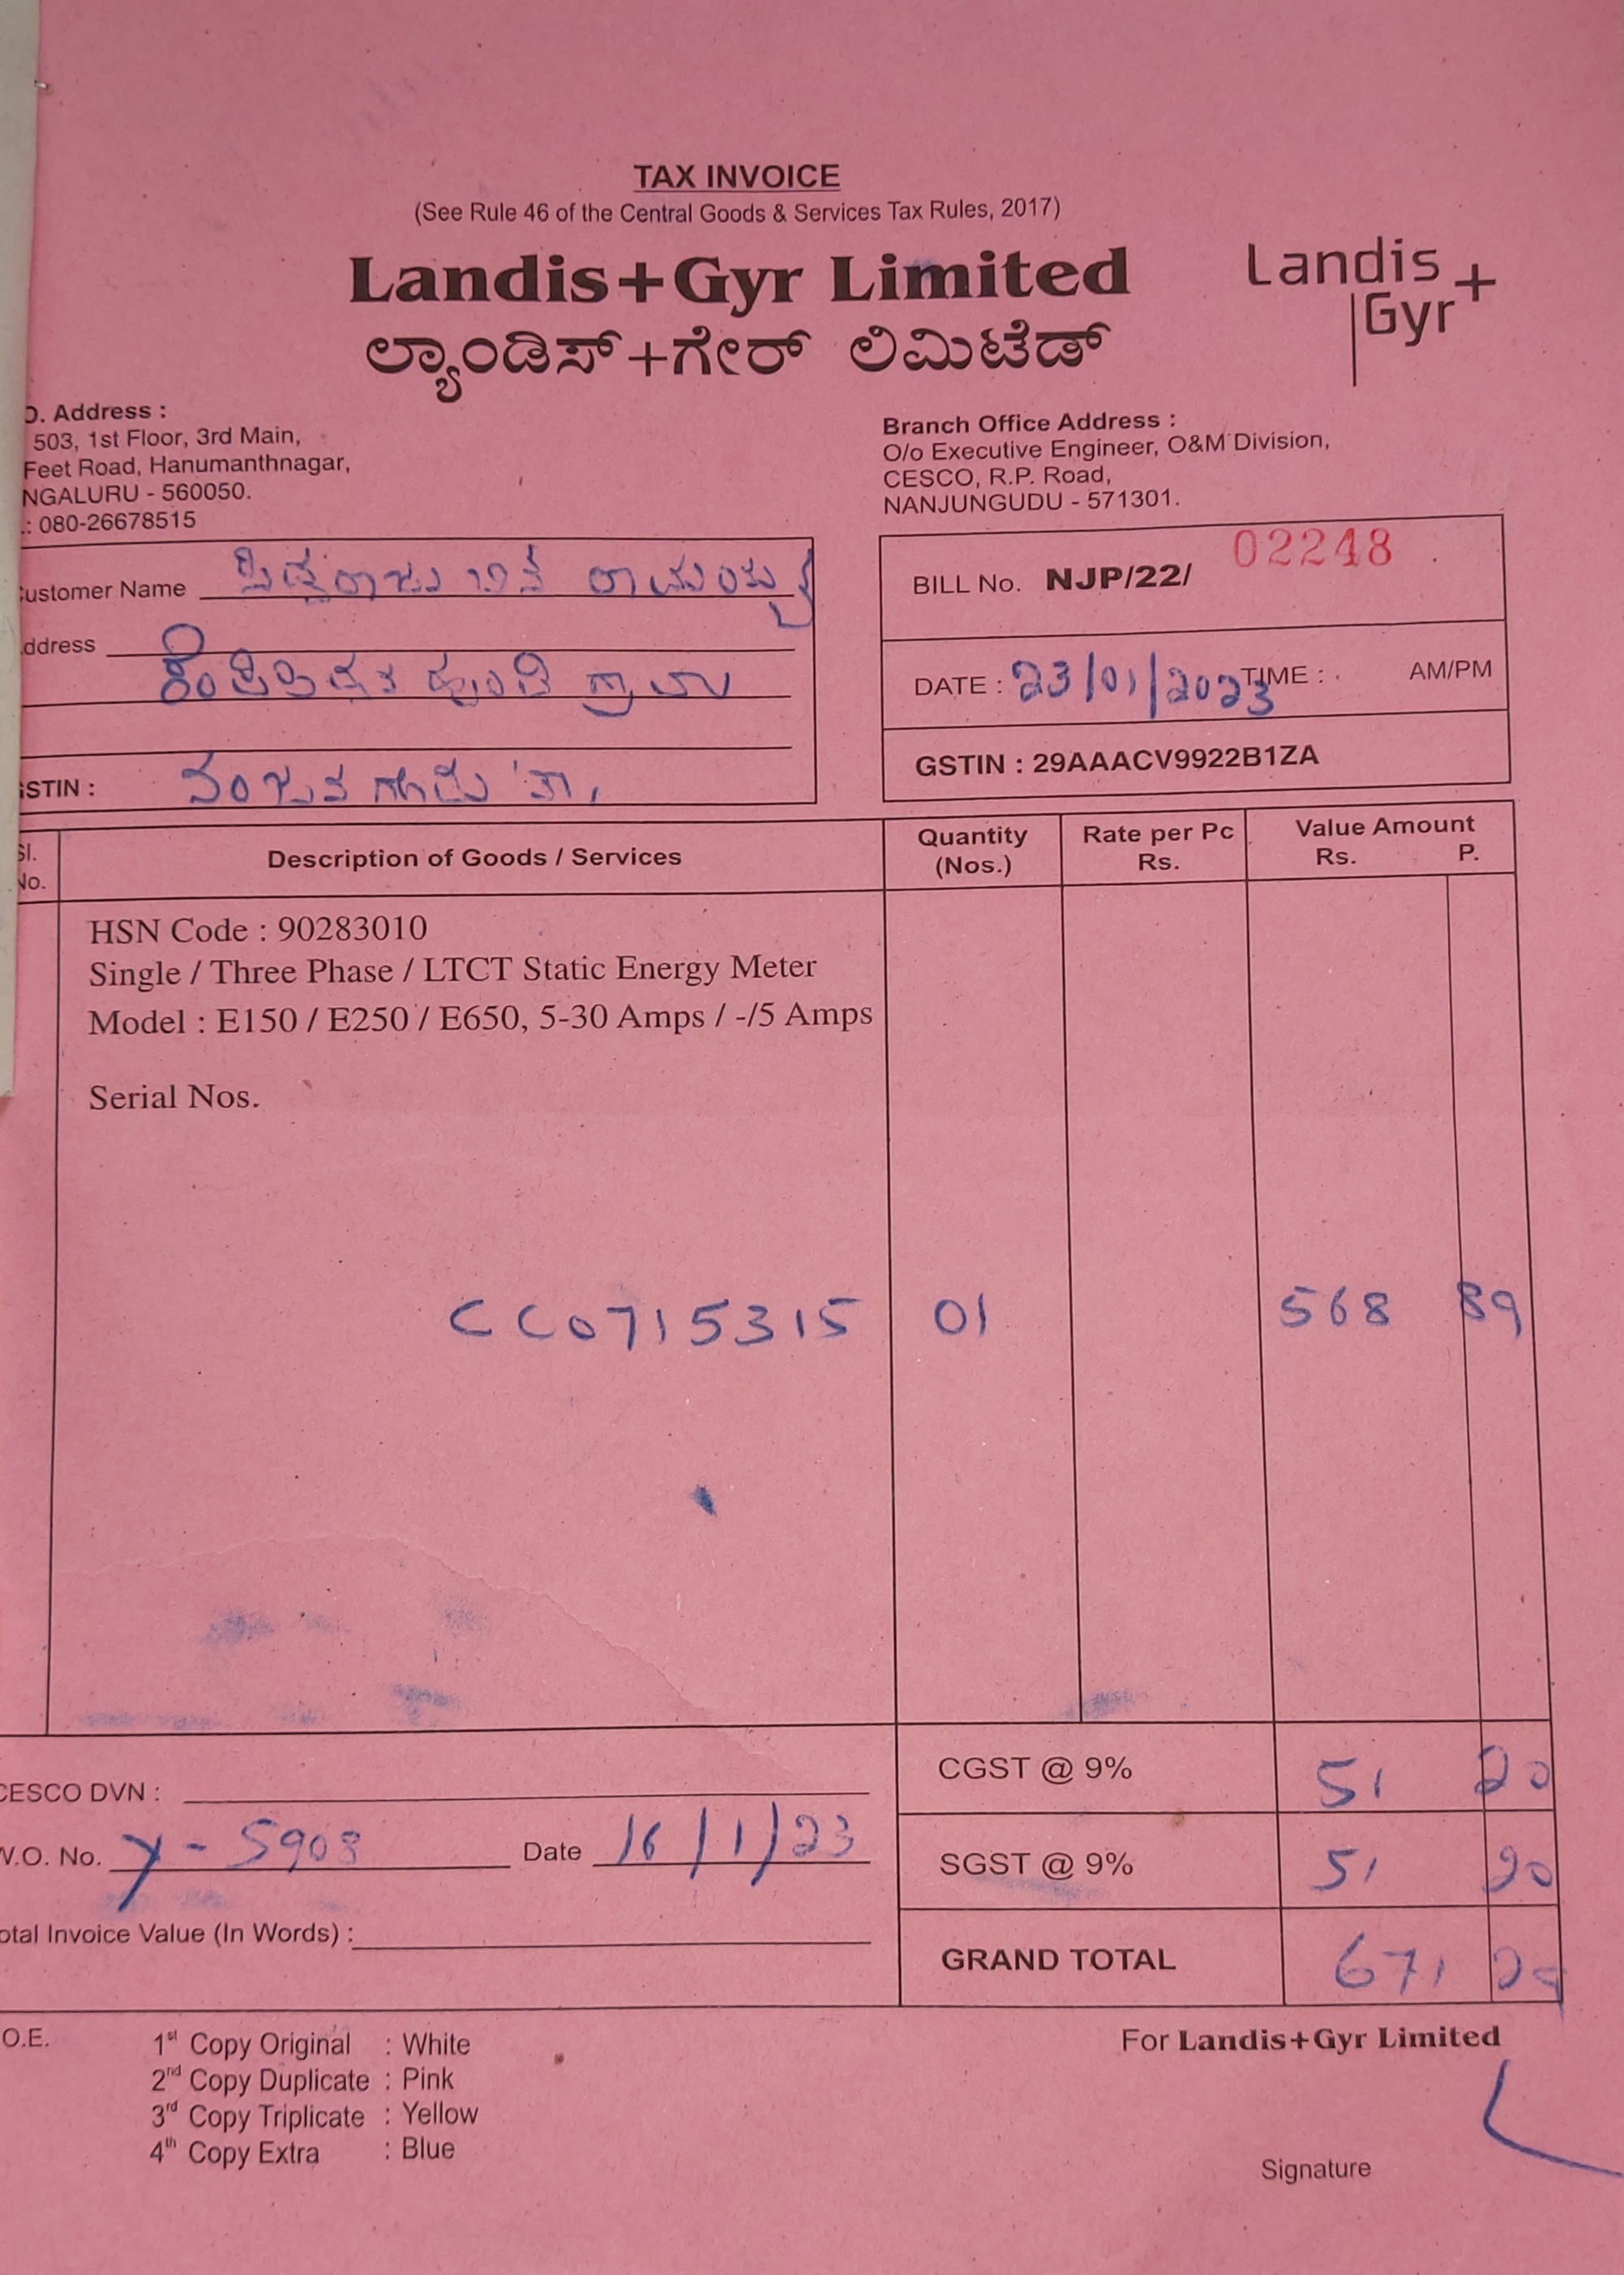 TAX INVOICE
(See Rule 46 of the Central Goods & Services Tax Rules, 2017)
Landis+Gyr Limited
ಲ್ಯಾಂಡಿಸ್+ಗೇರ್ ಲಿಮಿಟೆಡ್
Landis
Gyr+
O. Address :
503, 1st Floor, 3rd Main,
Feet Road, Hanumanthnagar,
NGALURU - 560050.
.: 080-26678515
Branch Office Address :
O/o Executive Engineer, O&M Division,
CESCO, R.P. Road,
NANJUNGUDU - 571301.
ustomer Name ಸಿದ್ದರಾಜು ಬಿನ್ ರಾಮಯ್ಯ
ddress
ಗ್ರಾಮ
STIN : ನಂಜನಗೂಡು ತಾ,
BILL No. NJP/22/ 02248
DATE : 23/01/2023 TIME : AM/PM
GSTIN : 29AAACV9922B1ZA
Sl. No. Description of Goods / Services Quantity (Nos.) Rate per Pc Rs. Value Amount Rs. P.
HSN Code : 90283010
Single / Three Phase / LTCT Static Energy Meter
Model : E150 / E250 / E650, 5-30 Amps / -/5 Amps
Serial Nos.
CC0715315 01 568 89
CGST @ 9% 51 20
CESCO DVN :
W.O. No. Y - 5908 Date 16/1/23
SGST @ 9% 51 20
otal Invoice Value (In Words) :
GRAND TOTAL 671
O.E.
1st Copy Original : White
2nd Copy Duplicate : Pink
3rd Copy Triplicate : Yellow
4th Copy Extra : Blue
For Landis+Gyr Limited
Signature